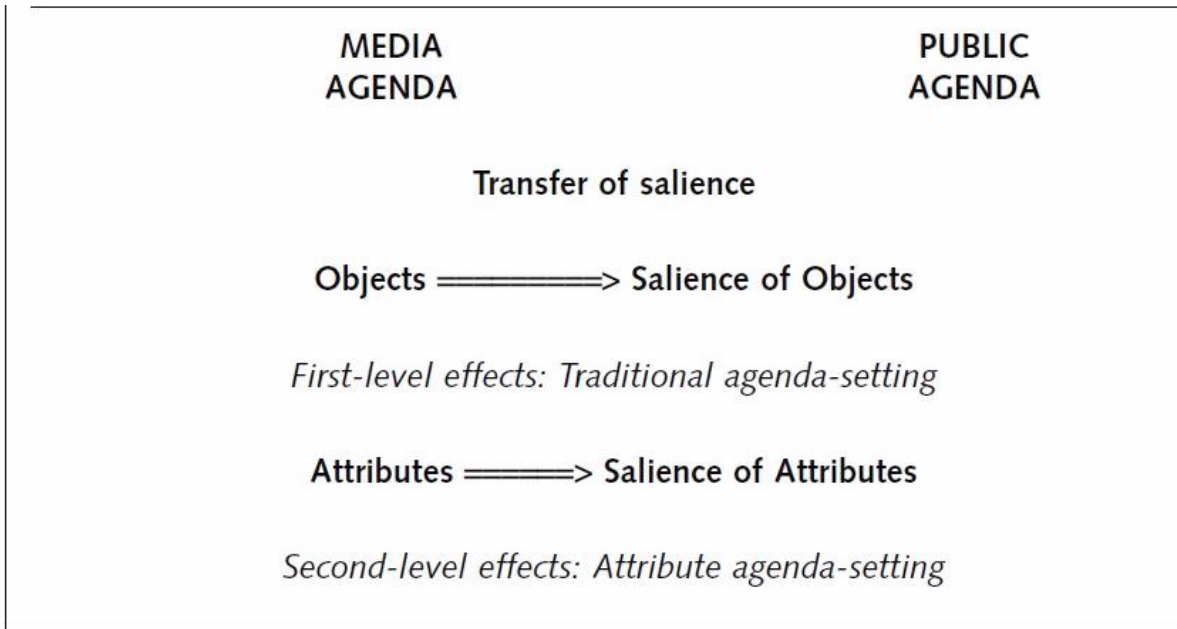 MEDIA AGENDA
PUBLIC AGENDA
Transfer of salience
Objects ═════════> Salience of Objects
First-level effects: Traditional agenda-setting
Attributes ══════> Salience of Attributes
Second-level effects: Attribute agenda-setting